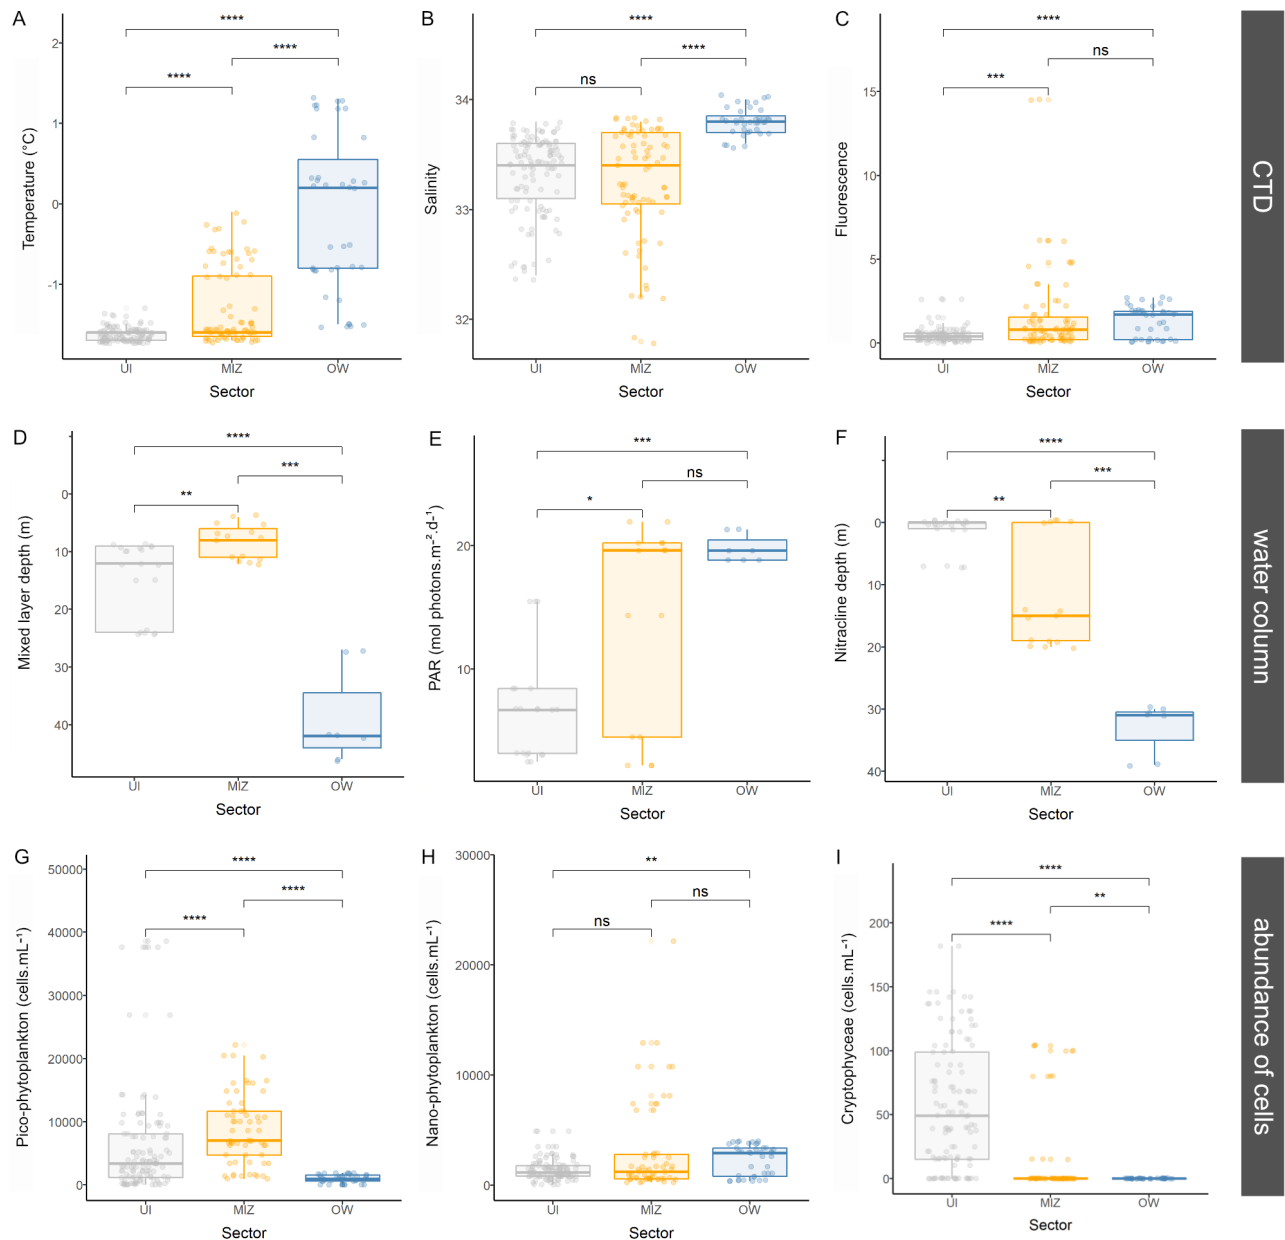 A
Temperature (°C)
2
1
0
-1
****
****
****
UI MIZ OW
Sector
B
Salinity
34
33
32
****
****
ns
UI MIZ OW
Sector
C
Fluorescence
15
10
5
0
****
ns
***
UI MIZ OW
Sector
CTD
D
Mixed layer depth (m)
0
10
20
30
40
****
***
**
UI MIZ OW
Sector
E
PAR (mol photons.m⁻².d⁻¹)
20
10
***
ns
*
UI MIZ OW
Sector
F
Nitracline depth (m)
0
10
20
30
40
****
***
**
UI MIZ OW
Sector
water column
G
Pico-phytoplankton (cells.mL⁻¹)
50000
40000
30000
20000
10000
0
****
****
****
UI MIZ OW
Sector
H
Nano-phytoplankton (cells.mL⁻¹)
30000
20000
10000
0
**
ns
ns
UI MIZ OW
Sector
I
Cryptophyceae (cells.mL⁻¹)
200
150
100
50
0
****
**
****
UI MIZ OW
Sector
abundance of cells